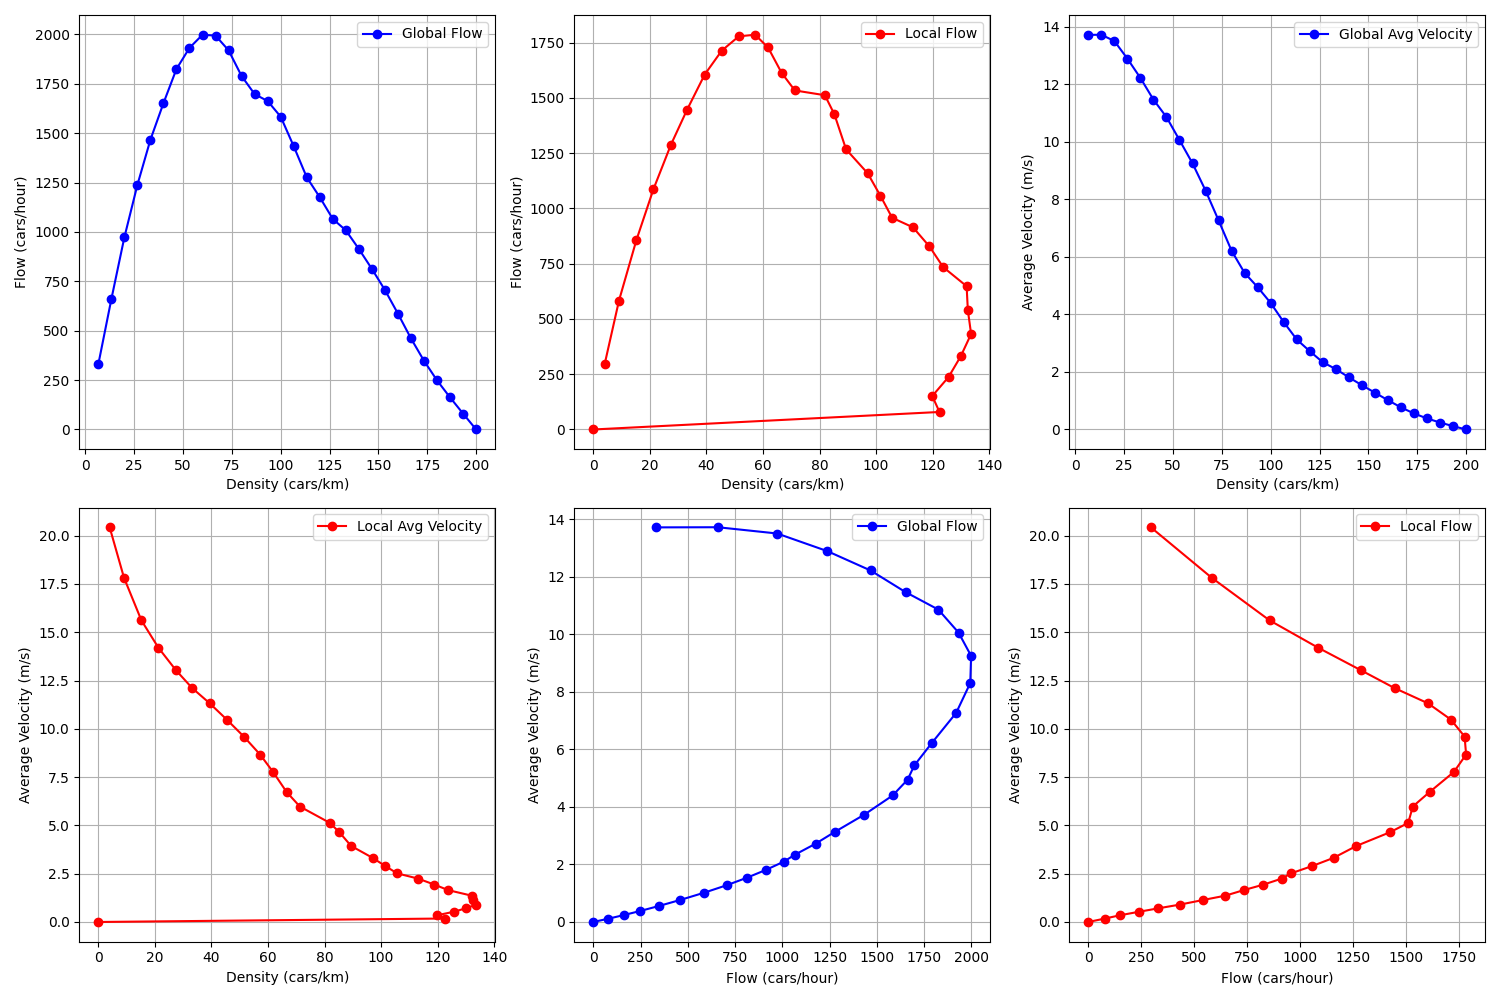 Flow (cars/hour)
2000
1750
1500
1250
1000
750
500
250
0
Global Flow
0 25 50 75 100 125 150 175 200
Density (cars/km)
Flow (cars/hour)
1750
1500
1250
1000
750
500
250
0
Local Flow
0 20 40 60 80 100 120 140
Density (cars/km)
Average Velocity (m/s)
14
12
10
8
6
4
2
0
Global Avg Velocity
0 25 50 75 100 125 150 175 200
Density (cars/km)
Average Velocity (m/s)
20.0
17.5
15.0
12.5
10.0
7.5
5.0
2.5
0.0
Local Avg Velocity
0 20 40 60 80 100 120 140
Density (cars/km)
Average Velocity (m/s)
14
12
10
8
6
4
2
0
Global Flow
0 250 500 750 1000 1250 1500 1750 2000
Flow (cars/hour)
Average Velocity (m/s)
20.0
17.5
15.0
12.5
10.0
7.5
5.0
2.5
0.0
Local Flow
0 250 500 750 1000 1250 1500 1750
Flow (cars/hour)